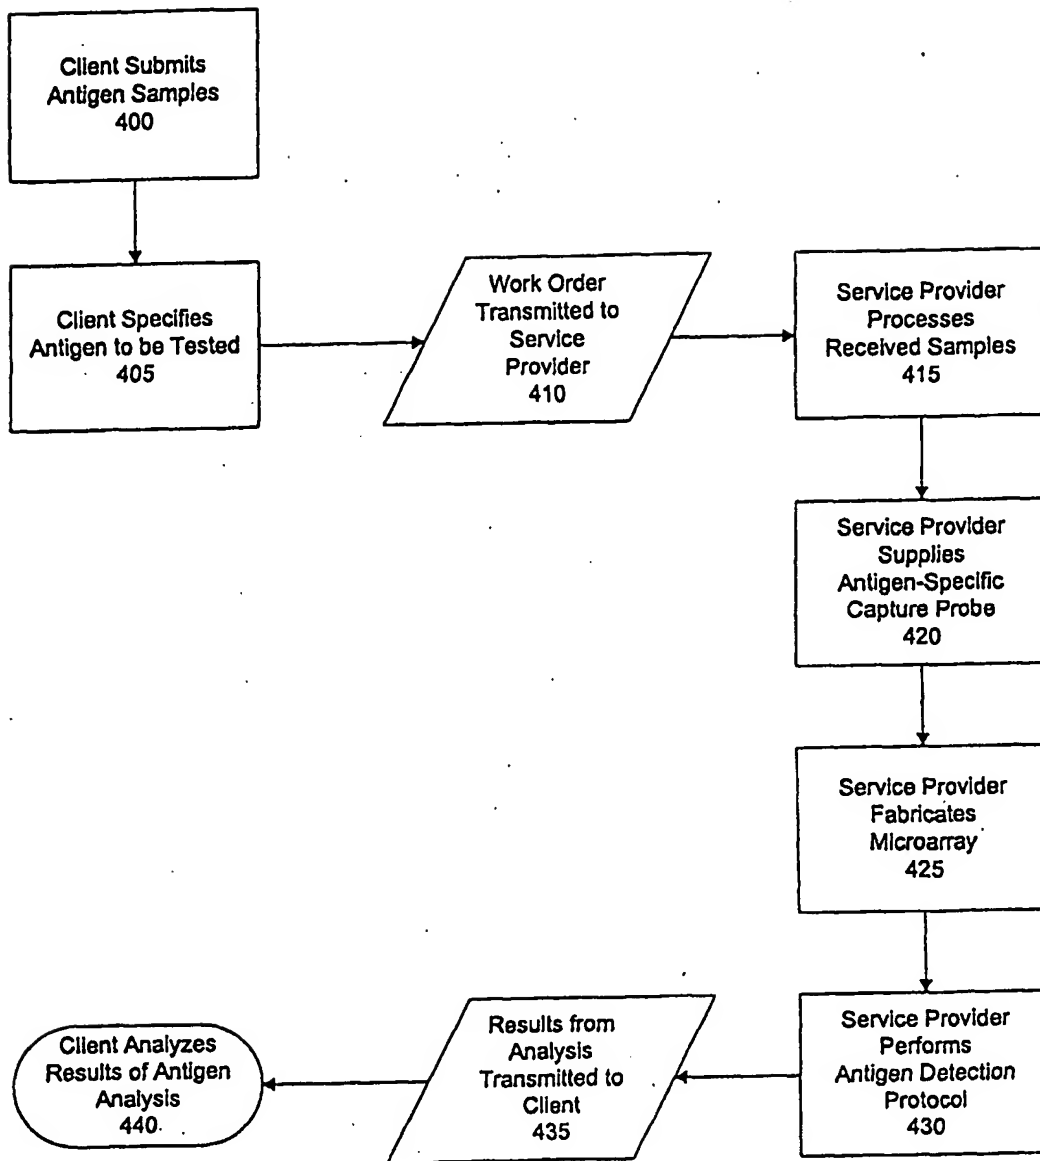 Client Submits
Antigen Samples
400
Client Specifies
Antigen to be Tested
405
Work Order
Transmitted to
Service
Provider
410
Service Provider
Processes
Received Samples
415
Service Provider
Supplies
Antigen-Specific
Capture Probe
420
Service Provider
Fabricates
Microarray
425
Service Provider
Performs
Antigen Detection
Protocol
430
Results from
Analysis
Transmitted to
Client
435
Client Analyzes
Results of Antigen
Analysis
440